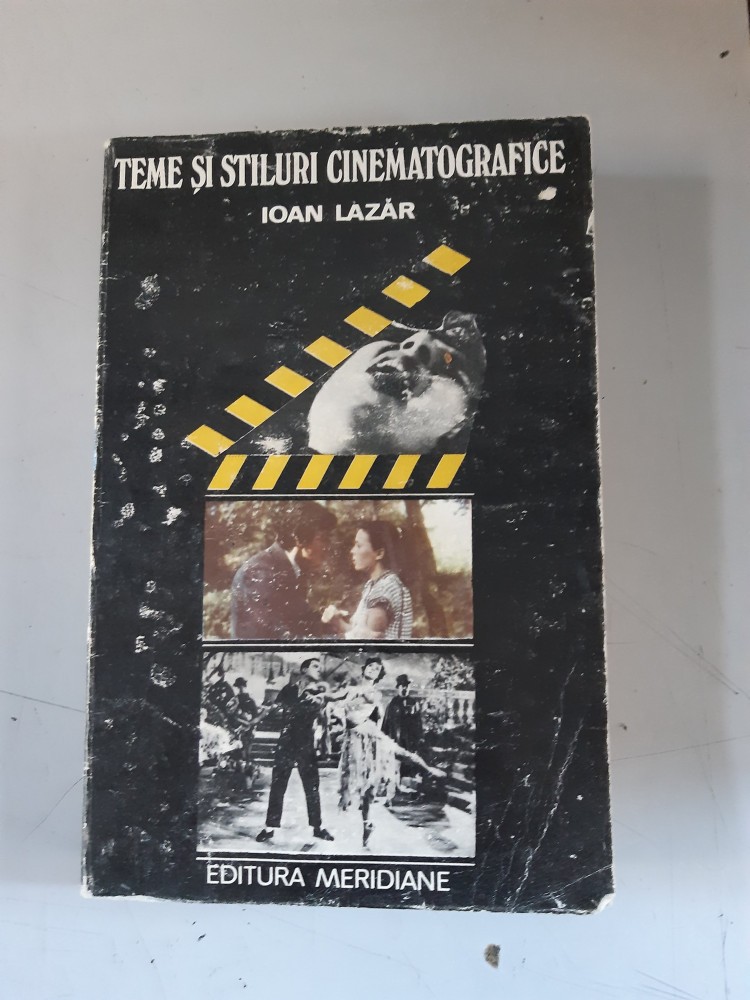 TEME ȘI STILURI CINEMATOGRAFICE
IOAN LAZĂR
EDITURA MERIDIANE